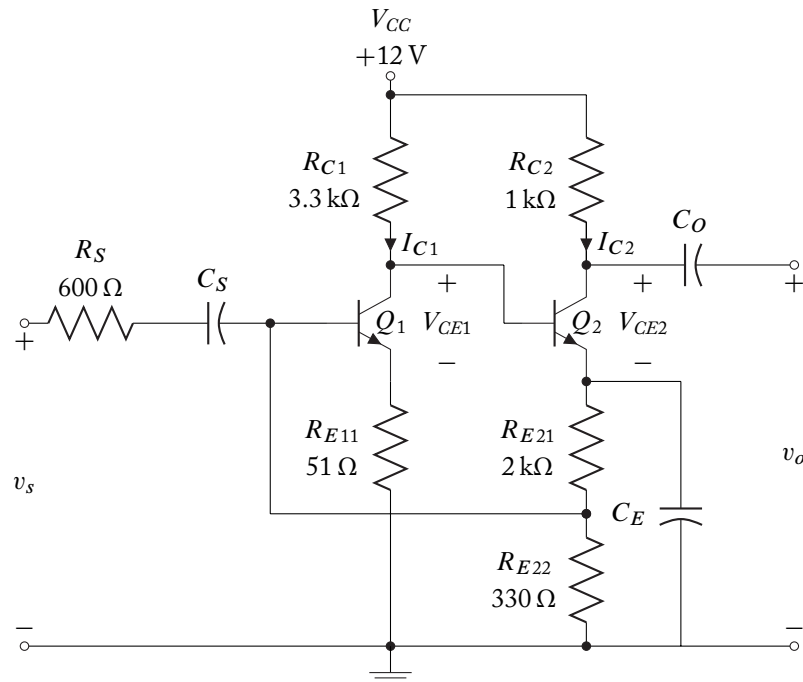 V_CC
+12 V
R_C1
3.3 kΩ
R_C2
1 kΩ
I_C1
I_C2
C_O
R_S
600 Ω
C_S
+
+
+
+
Q_1
V_CE1
Q_2
V_CE2
−
−
R_E11
51 Ω
R_E21
2 kΩ
v_s
v_o
C_E
R_E22
330 Ω
−
−